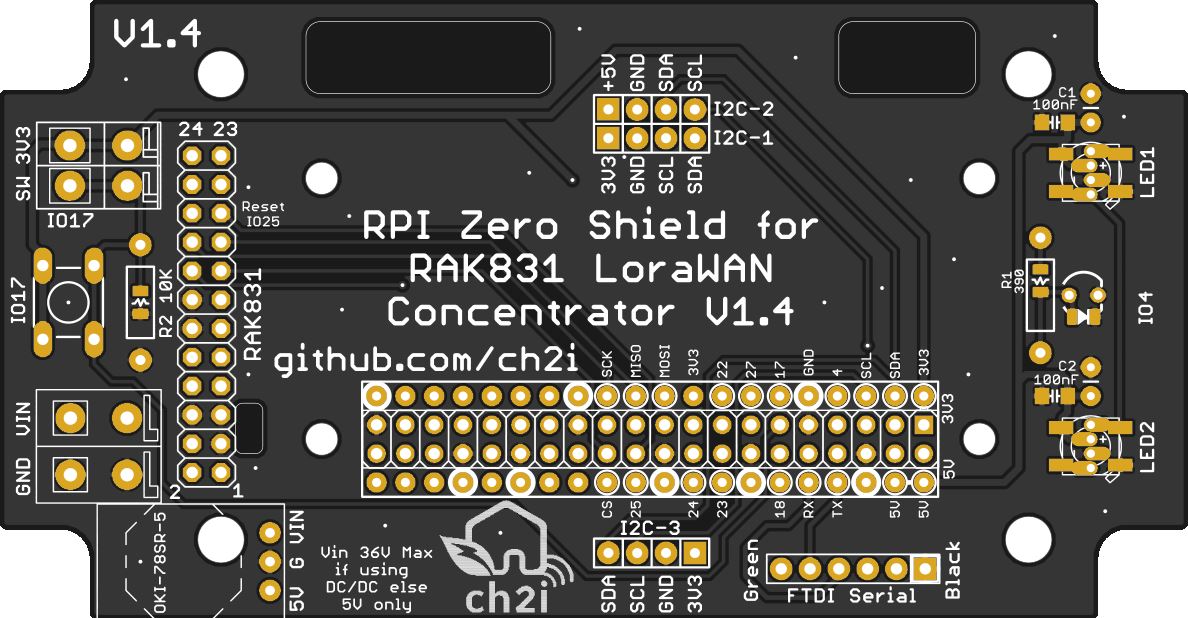 V1.4
+5V GND SDA SCL
I2C-2
I2C-1
3V3 GND SCL SDA
C1
100nF
LED1
SW 3V3
IO17
24 23
Reset
IO25
RPI Zero Shield for
RAK831 LoraWAN
Concentrator V1.4
github.com/ch2i
IO17
R2 10K
RAK831
R1
390
IO4
C2
100nF
LED2
VIN
GND
2 1
SCK MISO MOSI 3V3 22 27 17 GND 4 SCL SDA 3V3
3V3
5V
CS 25 24 23 18 RX TX 5V 5V
OKI-78SR-5
5V G VIN
Vin 36V Max
if using
DC/DC else
5V only
ch2i
I2C-3
SDA SCL GND 3V3
Green
FTDI Serial
Black